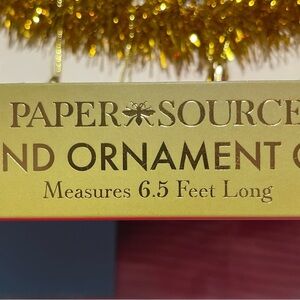 PAPER SOURCE
ND ORNAMENT
Measures 6.5 Feet Long